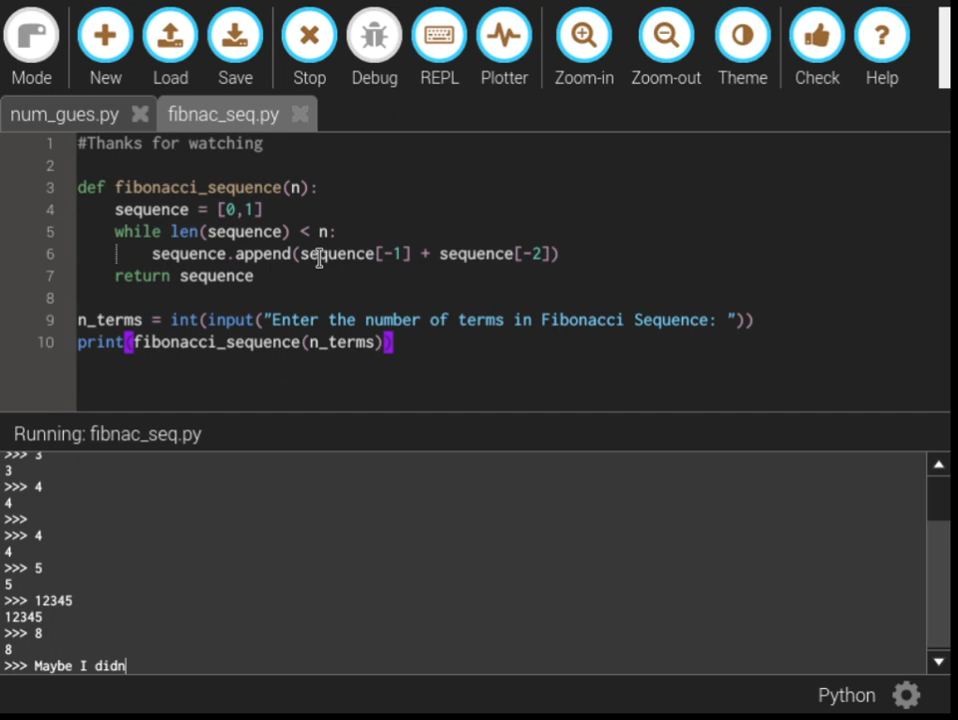 Mode New Load Save Stop Debug REPL Plotter Zoom-in Zoom-out Theme Check Help
num_gues.py fibnac_seq.py
1 #Thanks for watching
2
3 def fibonacci_sequence(n):
4 sequence = [0,1]
5 while len(sequence) < n:
6 sequence.append(sequence[-1] + sequence[-2])
7 return sequence
8
9 n_terms = int(input("Enter the number of terms in Fibonacci Sequence: "))
10 print(fibonacci_sequence(n_terms))
Running: fibnac_seq.py
>>> 3
3
>>> 4
4
>>>
>>> 4
4
>>> 5
5
>>> 12345
12345
>>> 8
8
>>> Maybe I didn
Python